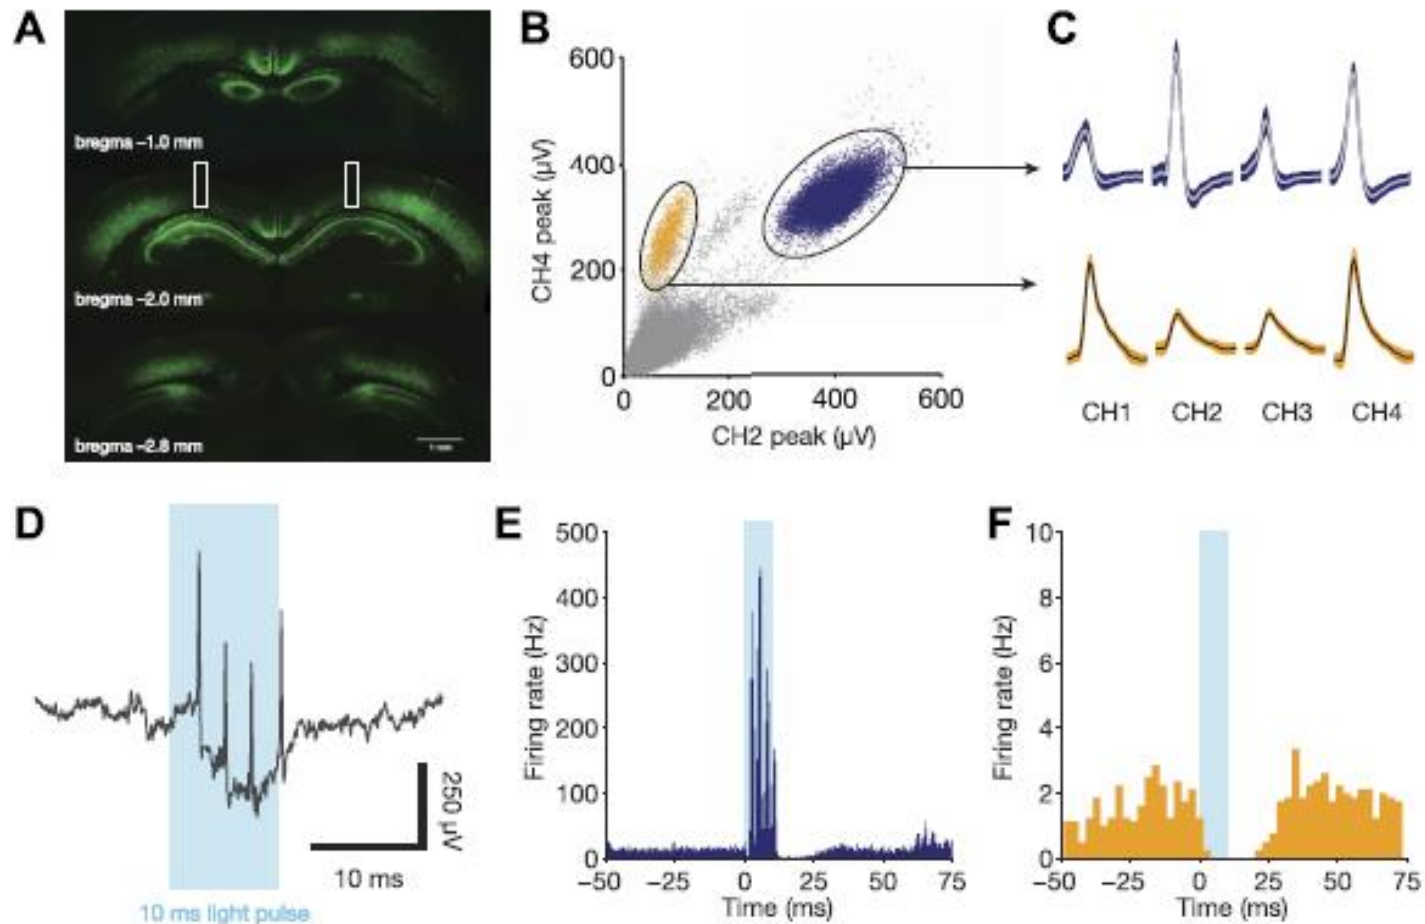 A
bregma –1.0 mm
bregma –2.0 mm
bregma –2.8 mm
1 mm
B
600
400
200
0
0 200 400 600
CH4 peak (µV)
CH2 peak (µV)
C
CH1 CH2 CH3 CH4
D
250 µV
10 ms
10 ms light pulse
E
500
400
300
200
100
0
–50 –25 0 25 50 75
Firing rate (Hz)
Time (ms)
F
10
8
6
4
2
0
–50 –25 0 25 50 75
Firing rate (Hz)
Time (ms)